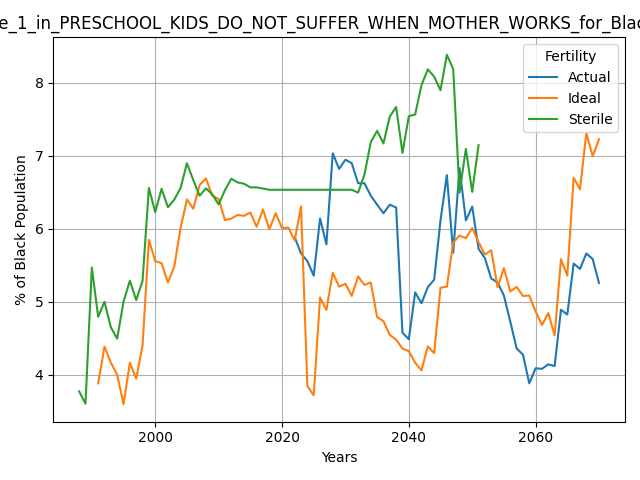 e_1_in_PRESCHOOL_KIDS_DO_NOT_SUFFER_WHEN_MOTHER_WORKS_for_Blac
Fertility
Actual
Ideal
Sterile
8
7
6
5
4
% of Black Population
2000
2020
2040
2060
Years